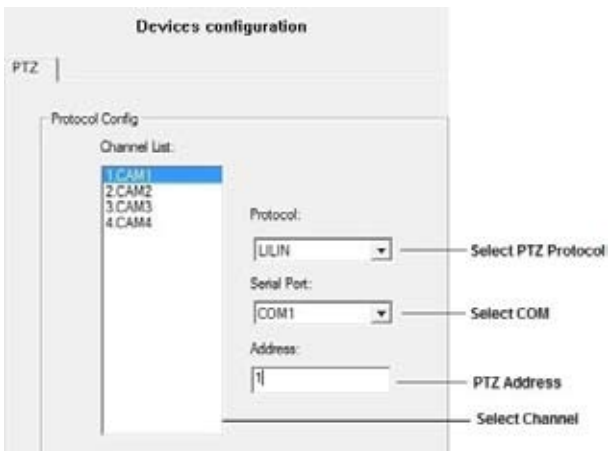 Devices configuration
PTZ
Protocol Config
Channel List:
1.CAM1
2.CAM2
3.CAM3
4.CAM4
Protocol:
LILIN
Select PTZ Protocol
Serial Port:
COM1
Select COM
Address:
1
PTZ Address
Select Channel